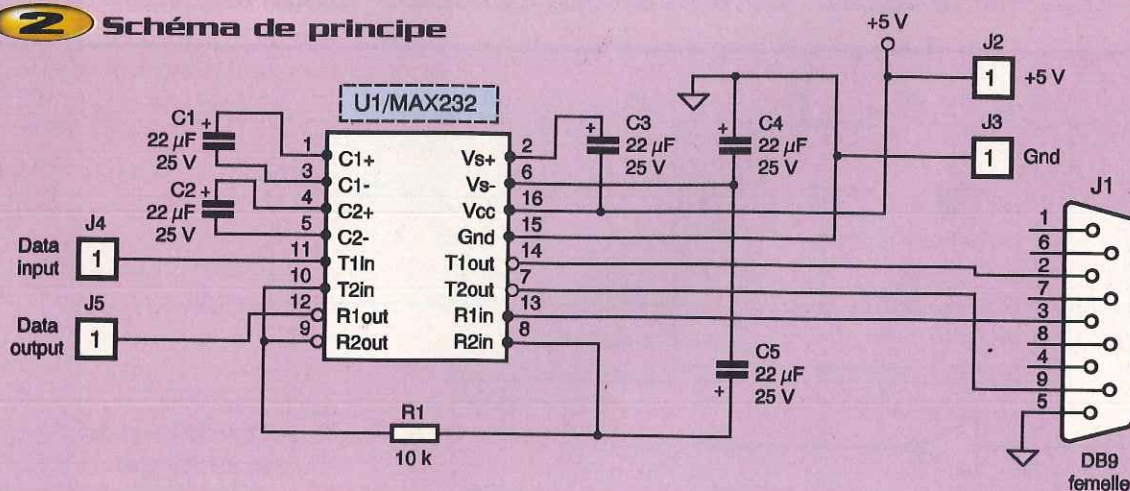 2 Schéma de principe
+5 V
J2
1 +5 V
J3
1 Gnd
U1/MAX232
C1 +
22 µF
25 V
C2 +
22 µF
25 V
+ C3
22 µF
25 V
+ C4
22 µF
25 V
C5
22 µF
25 V
+
1 C1+
3 C1-
4 C2+
5 C2-
11 T1In
10 T2in
12 R1out
9 R2out
Vs+ 2
Vs- 6
Vcc 16
Gnd 15
T1out 14
T2out 7
R1in 13
R2in 8
J4
Data
input
1
J5
Data
output
1
R1
10 k
J1
1
6
2
7
3
8
4
9
5
DB9
femelle